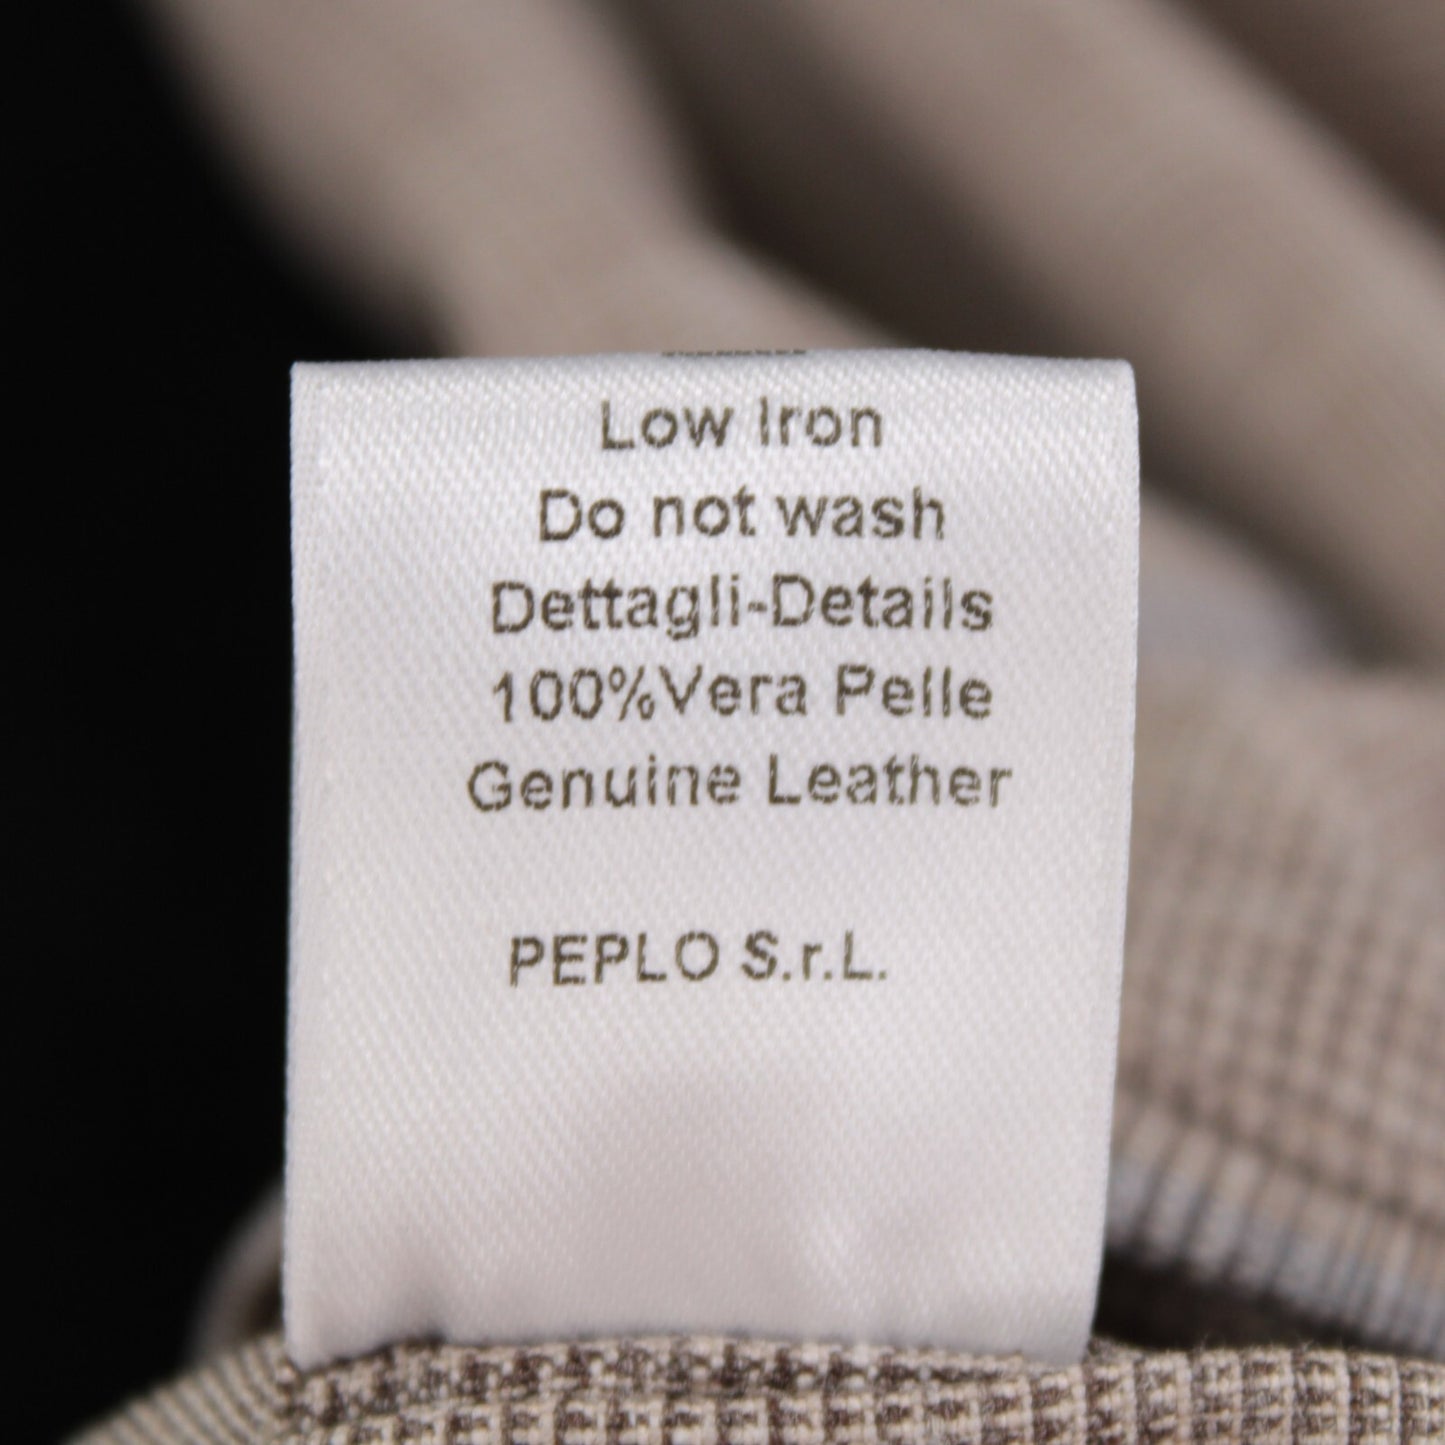 Low Iron
Do not wash
Dettagli-Details
100%Vera Pelle
Genuine Leather
PEPLO S.r.L.